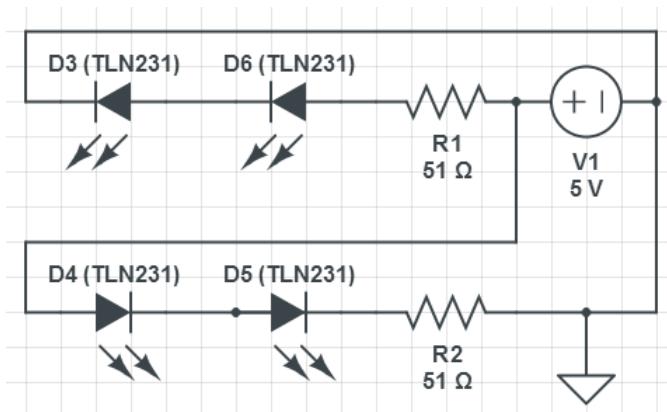 D3 (TLN231) D6 (TLN231)
+ I
R1
51 Ω
V1
5 V
D4 (TLN231) D5 (TLN231)
R2
51 Ω